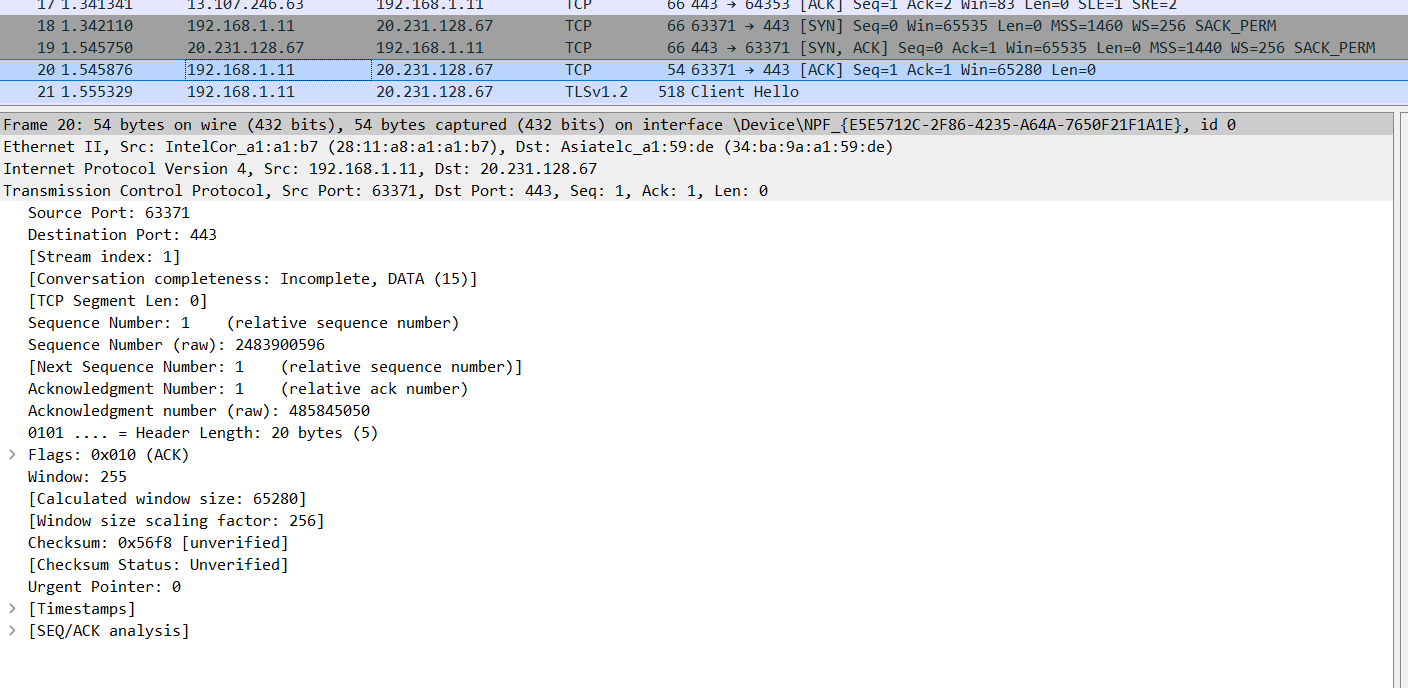 17 1.341341 13.107.246.63 192.168.1.11 TCP 66 443 → 64353 [ACK] Seq=1 Ack=2 Win=83 Len=0 SLE=1 SRE=2
18 1.342110 192.168.1.11 20.231.128.67 TCP 66 63371 → 443 [SYN] Seq=0 Win=65535 Len=0 MSS=1460 WS=256 SACK_PERM
19 1.545750 20.231.128.67 192.168.1.11 TCP 66 443 → 63371 [SYN, ACK] Seq=0 Ack=1 Win=65535 Len=0 MSS=1440 WS=256 SACK_PERM
20 1.545876 192.168.1.11 20.231.128.67 TCP 54 63371 → 443 [ACK] Seq=1 Ack=1 Win=65280 Len=0
21 1.555329 192.168.1.11 20.231.128.67 TLSv1.2 518 Client Hello
Frame 20: 54 bytes on wire (432 bits), 54 bytes captured (432 bits) on interface \Device\NPF_{E5E5712C-2F86-4235-A64A-7650F21F1A1E}, id 0
Ethernet II, Src: IntelCor_a1:a1:b7 (28:11:a8:a1:a1:b7), Dst: Asiatelc_a1:59:de (34:ba:9a:a1:59:de)
Internet Protocol Version 4, Src: 192.168.1.11, Dst: 20.231.128.67
Transmission Control Protocol, Src Port: 63371, Dst Port: 443, Seq: 1, Ack: 1, Len: 0
Source Port: 63371
Destination Port: 443
[Stream index: 1]
[Conversation completeness: Incomplete, DATA (15)]
[TCP Segment Len: 0]
Sequence Number: 1 (relative sequence number)
Sequence Number (raw): 2483900596
[Next Sequence Number: 1 (relative sequence number)]
Acknowledgment Number: 1 (relative ack number)
Acknowledgment number (raw): 485845050
0101 .... = Header Length: 20 bytes (5)
Flags: 0x010 (ACK)
Window: 255
[Calculated window size: 65280]
[Window size scaling factor: 256]
Checksum: 0x56f8 [unverified]
[Checksum Status: Unverified]
Urgent Pointer: 0
[Timestamps]
[SEQ/ACK analysis]